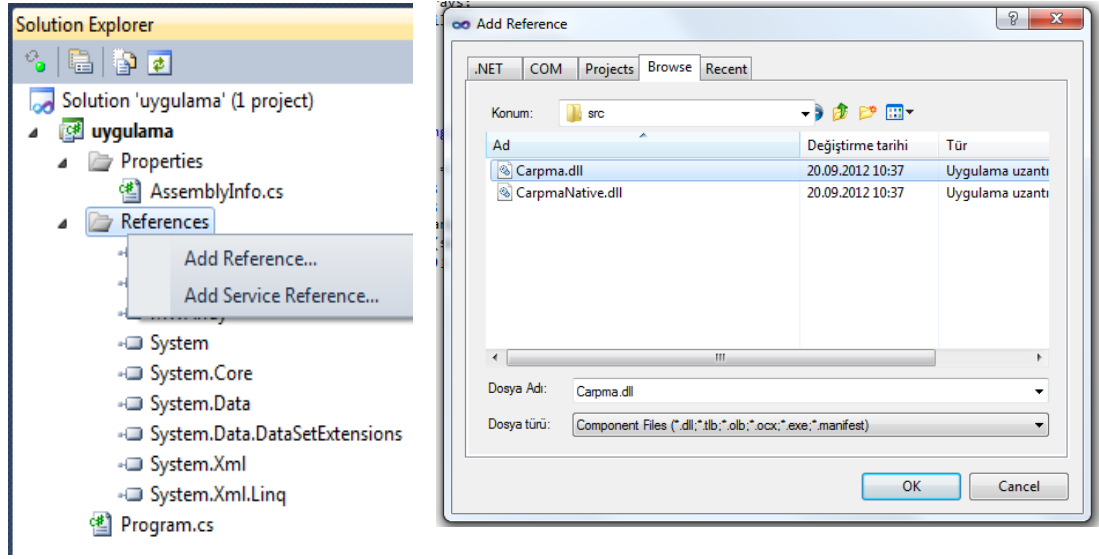 Solution Explorer
Solution 'uygulama' (1 project)
uygulama
Properties
AssemblyInfo.cs
References
Add Reference...
Add Service Reference...
System
System.Core
System.Data
System.Data.DataSetExtensions
System.Xml
System.Xml.Linq
Program.cs
Add Reference
.NET COM Projects Browse Recent
Konum: src
Ad Değiştirme tarihi Tür
Carpma.dll 20.09.2012 10:37 Uygulama uzantı
CarpmaNative.dll 20.09.2012 10:37 Uygulama uzantı
Dosya Adı: Carpma.dll
Dosya türü: Component Files (*.dll;*.tlb;*.olb;*.ocx;*.exe;*.manifest)
OK Cancel